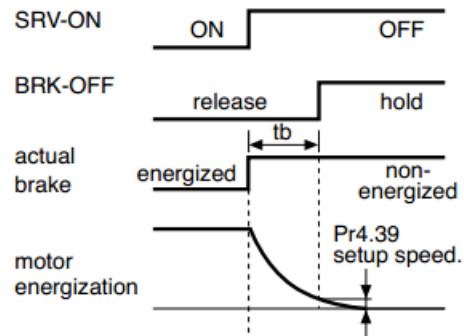 SRV-ON
ON
OFF
BRK-OFF
release
hold
tb
actual
brake
energized
non-
energized
Pr4.39
setup speed.
motor
energization